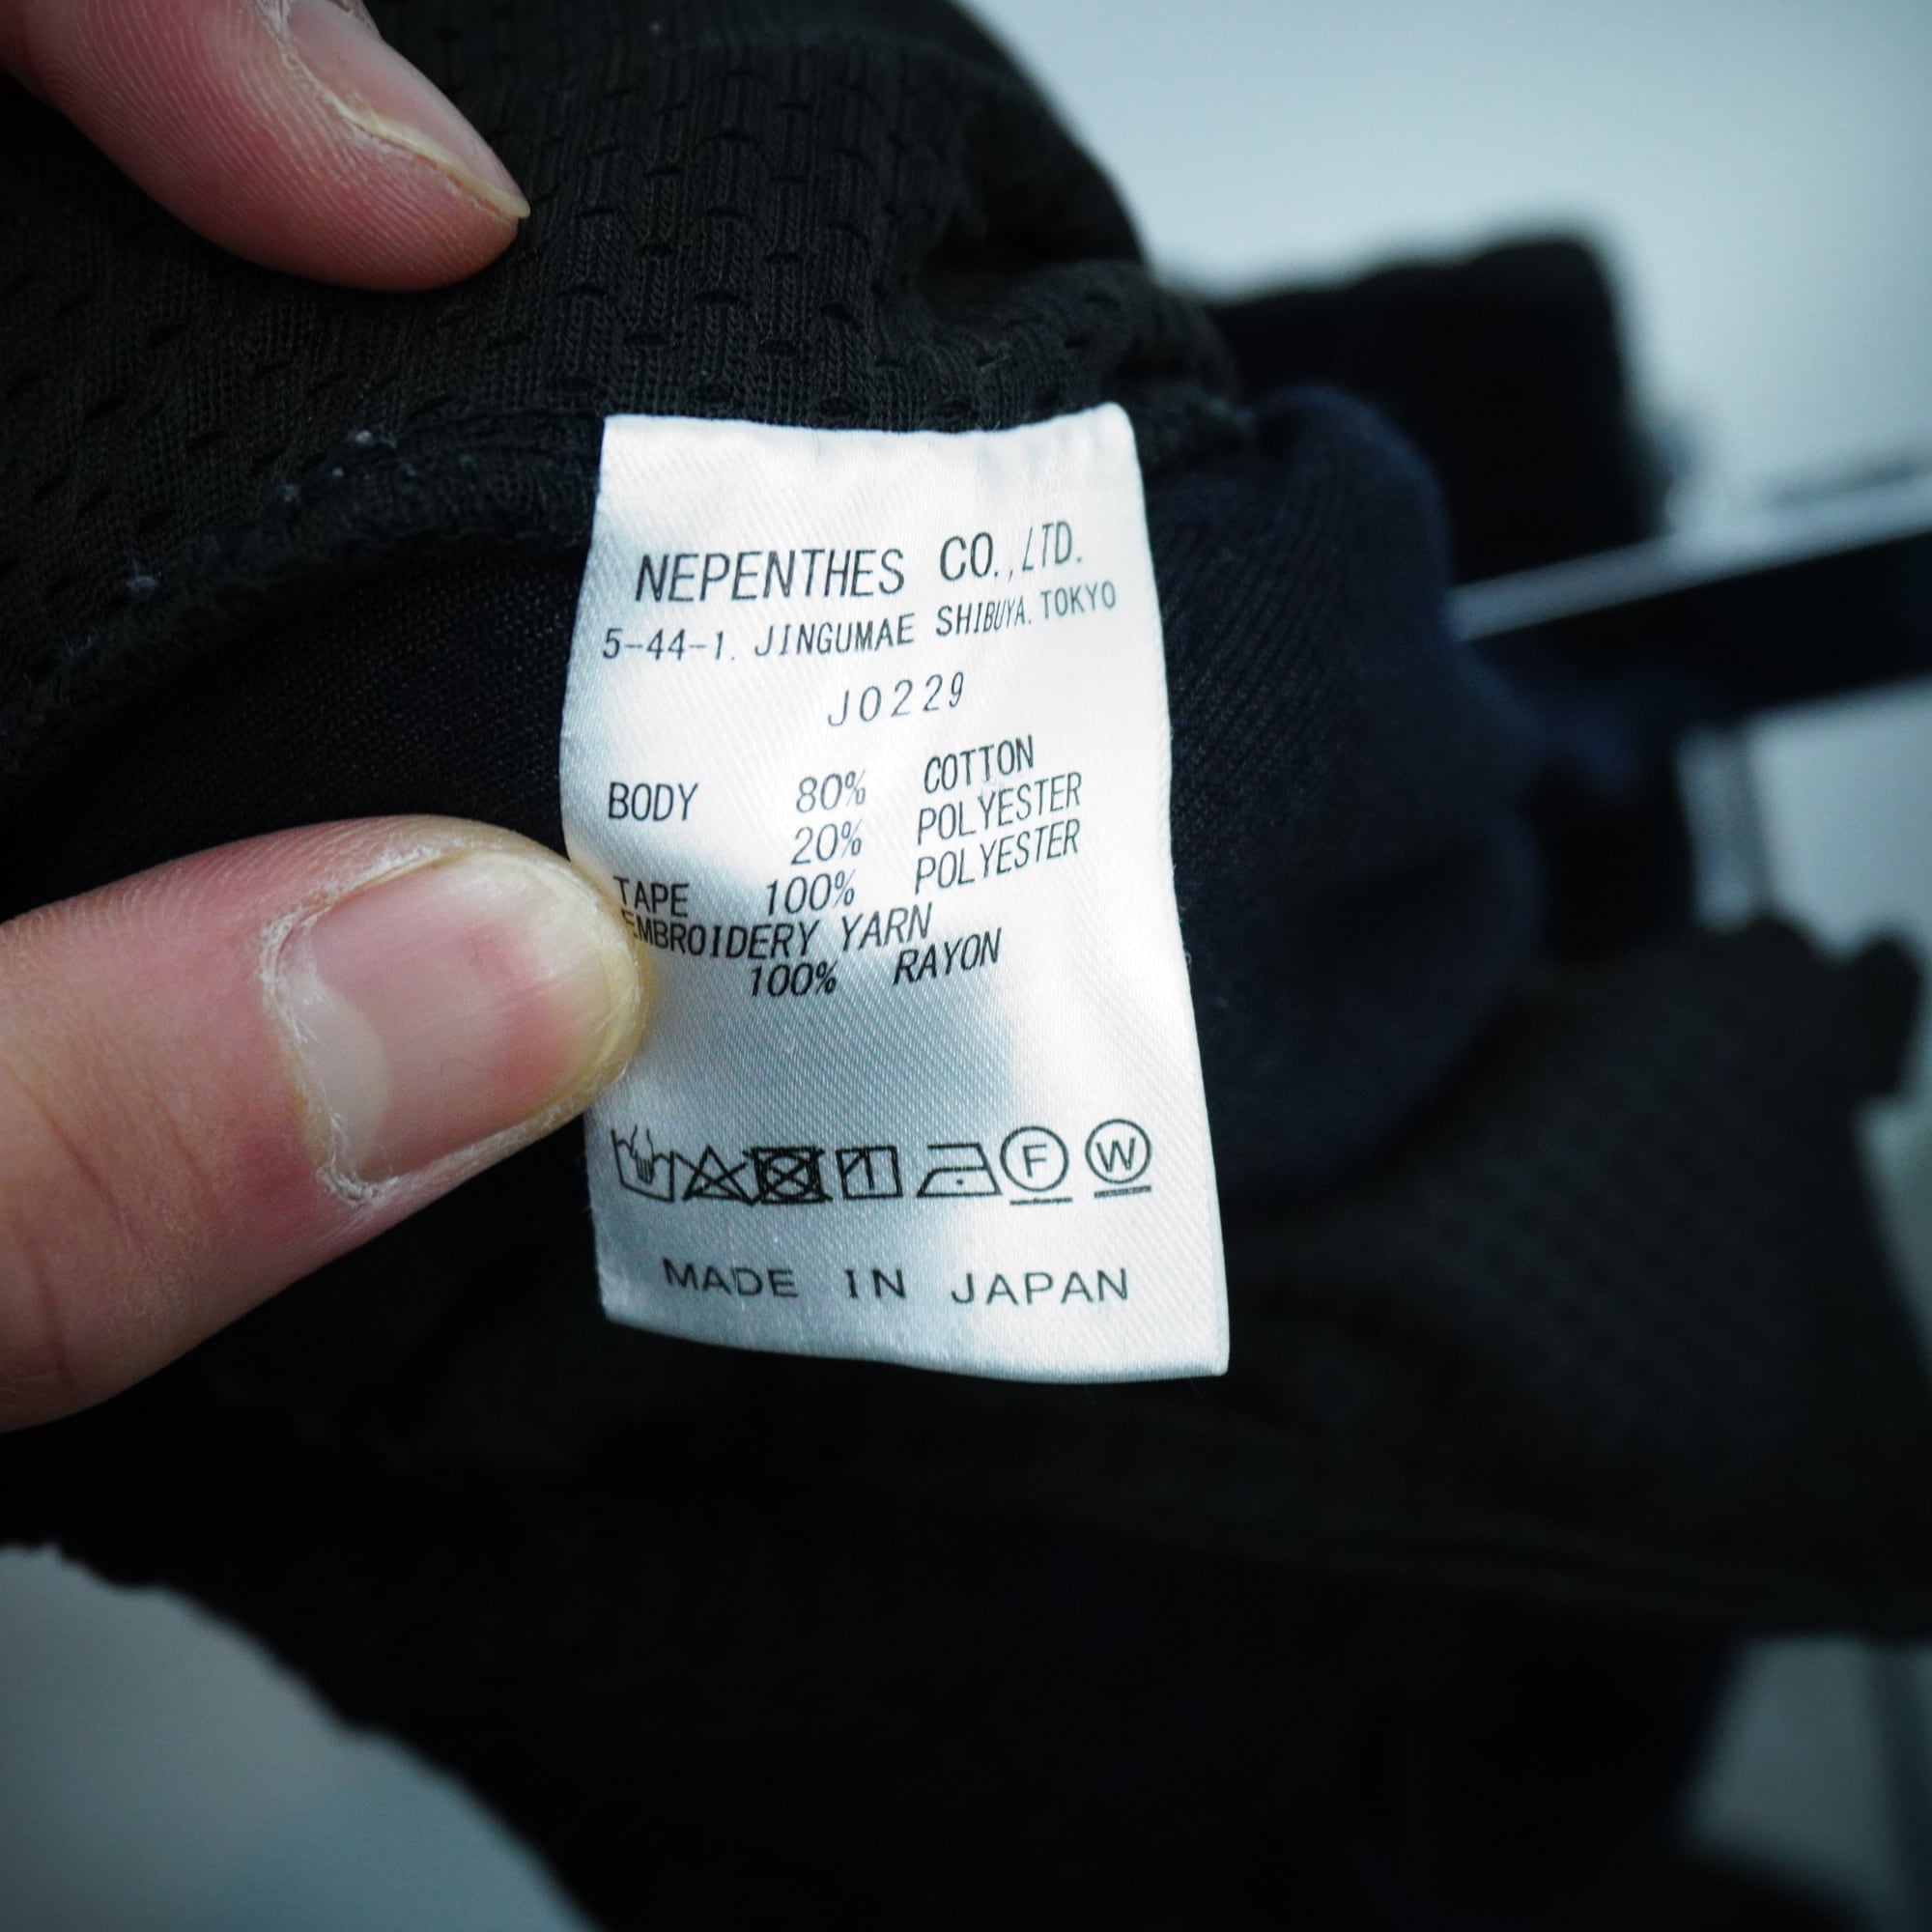 NEPENTHES CO.,LTD.
5-44-1. JINGUMAE SHIBUYA. TOKYO
J0229
BODY 80% COTTON
20% POLYESTER
TAPE 100% POLYESTER
EMBROIDERY YARN
100% RAYON
F W
MADE IN JAPAN